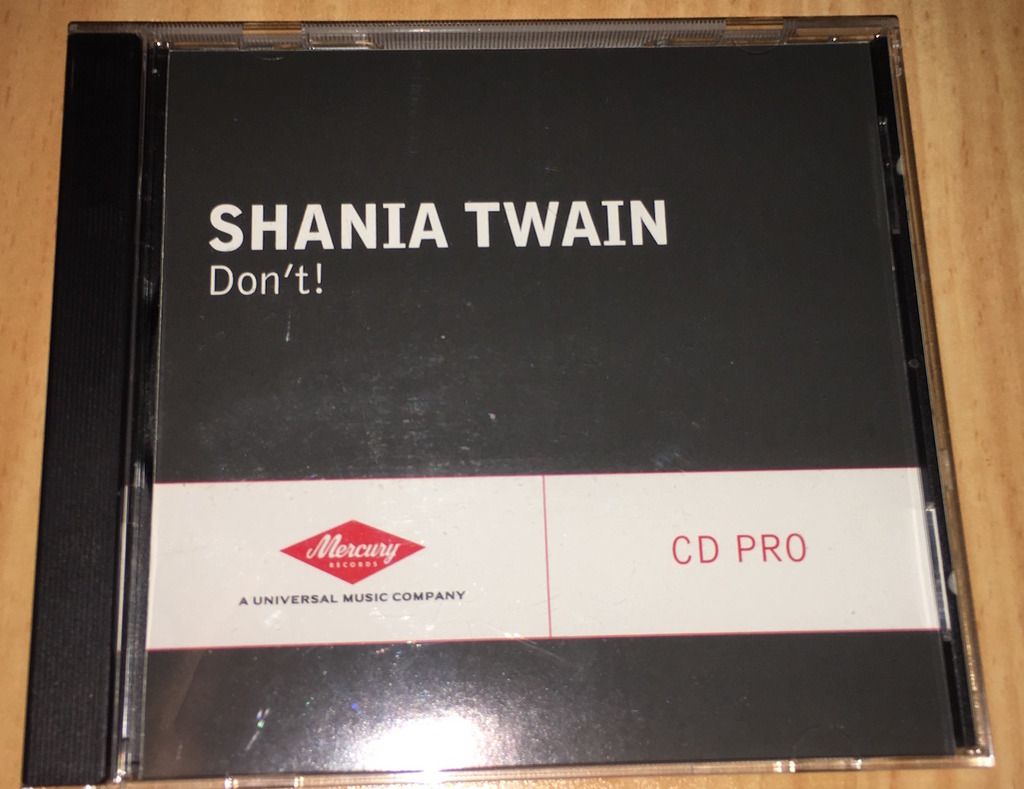 SHANIA TWAIN
Don't!
Mercury
RECORDS
A UNIVERSAL MUSIC COMPANY
CD PRO